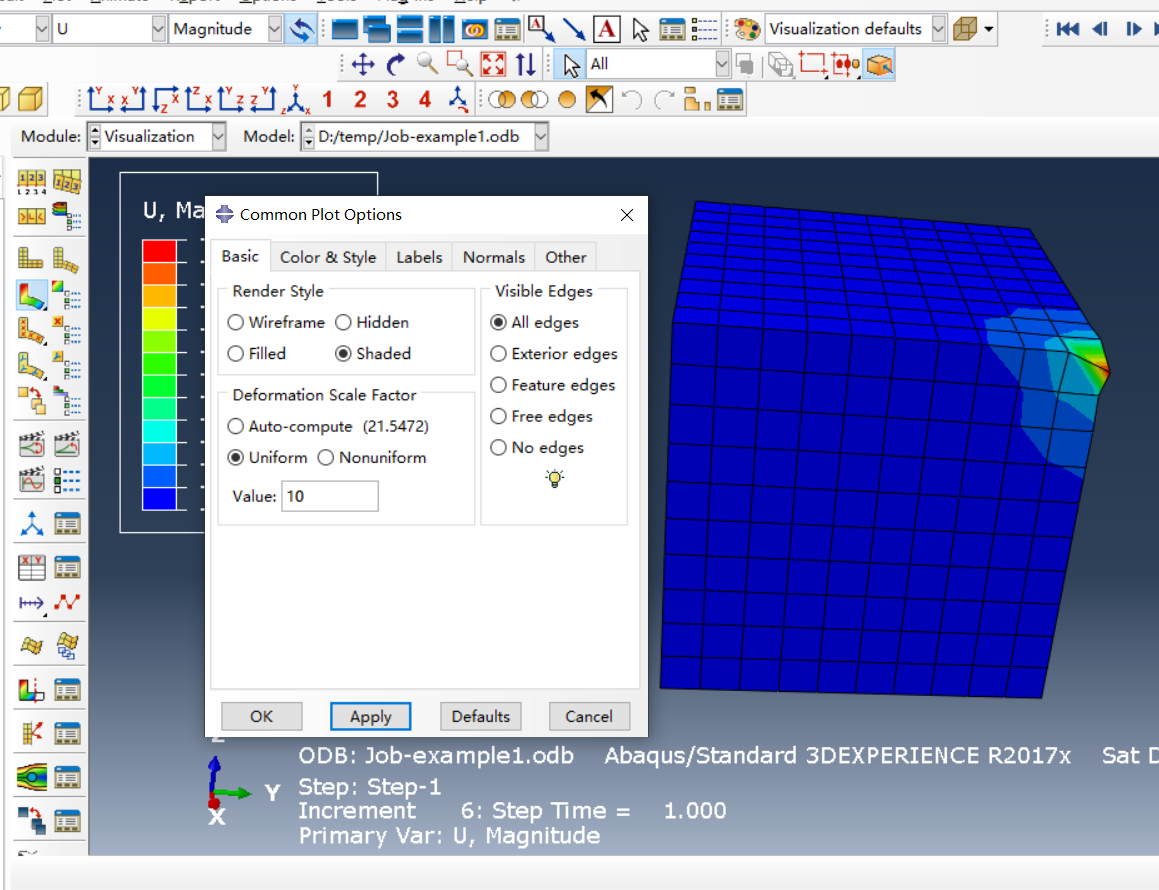 U Magnitude Visualization defaults
All
1 2 3 4
Module: Visualization Model: D:/temp/Job-example1.odb
U, Ma
Common Plot Options
Basic Color & Style Labels Normals Other
Render Style
Wireframe Hidden
Filled Shaded
Deformation Scale Factor
Auto-compute (21.5472)
Uniform Nonuniform
Value: 10
Visible Edges
All edges
Exterior edges
Feature edges
Free edges
No edges
OK Apply Defaults Cancel
Z
Y
X
ODB: Job-example1.odb Abaqus/Standard 3DEXPERIENCE R2017x Sat D
Step: Step-1
Increment 6: Step Time = 1.000
Primary Var: U, Magnitude